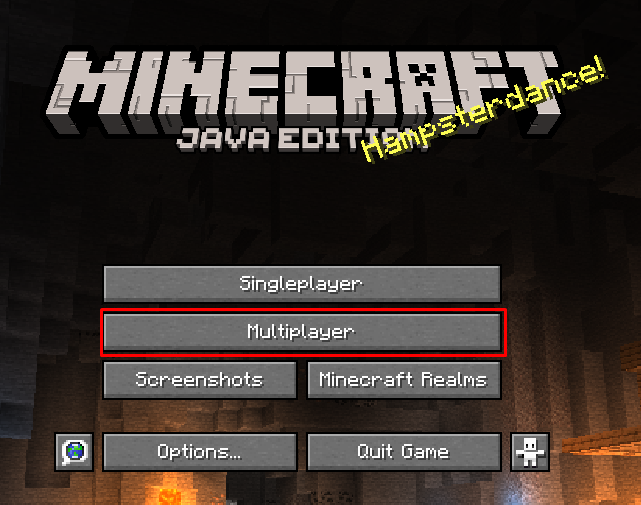 MINECRAFT
JAVA EDITION
Hampsterdance!
Singleplayer
Multiplayer
Screenshots
Minecraft Realms
Options...
Quit Game